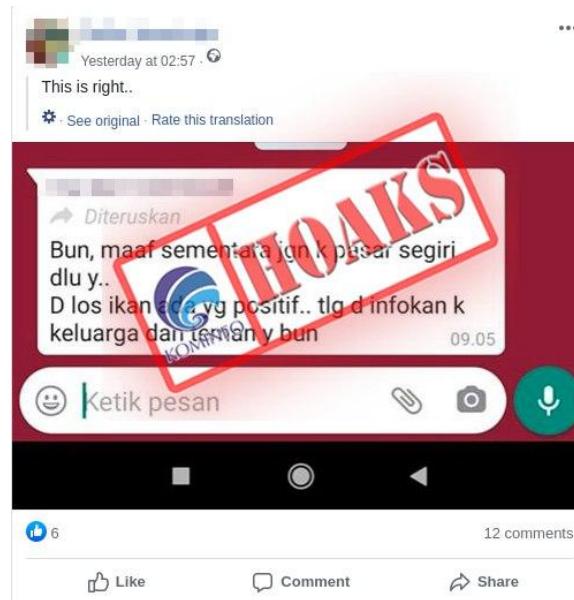 Yesterday at 02:57 ·
This is right..
· See original · Rate this translation
Diteruskan
Bun, maaf sementara jgn k pasar segiri
dlu y..
D los ikan ada yg positif.. tlg d infokan k
keluarga dan teman y bun
09.05
HOAKS
KOMINFO
Ketik pesan
6
12 comments
Like
Comment
Share